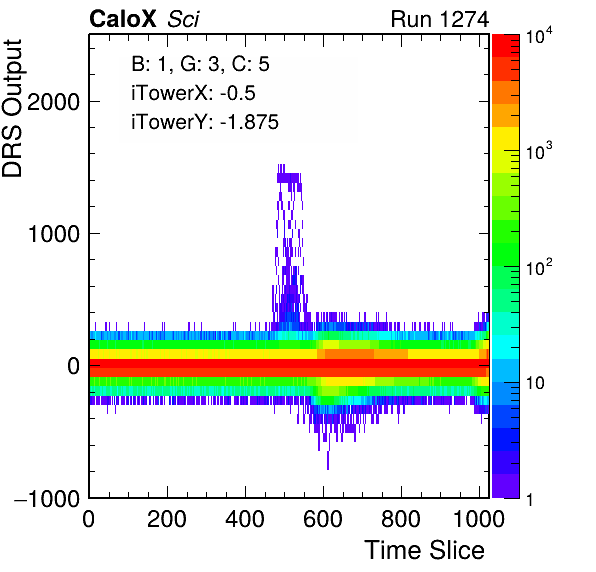 CaloX Sci Run 1274
B: 1, G: 3, C: 5
iTowerX: -0.5
iTowerY: -1.875
DRS Output
2000
1000
0
−1000
0 200 400 600 800 1000
Time Slice
10^4
10^3
10^2
10
1